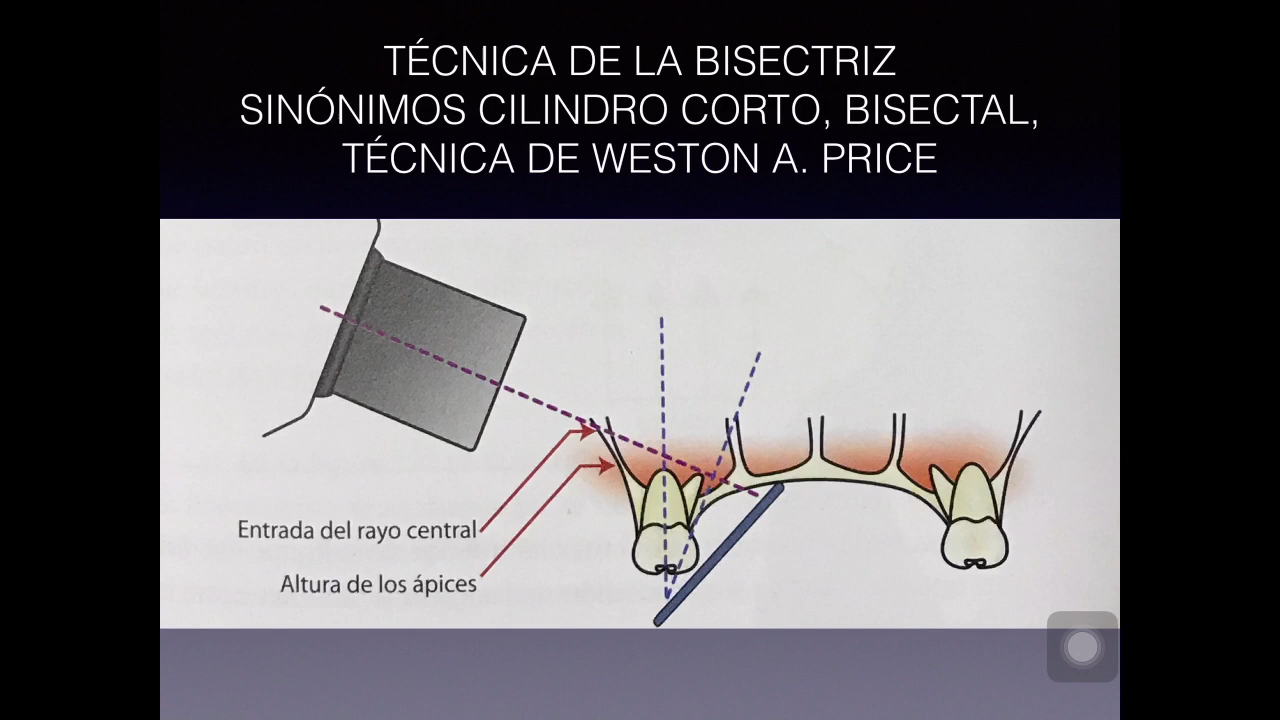 TÉCNICA DE LA BISECTRIZ
SINÓNIMOS CILINDRO CORTO, BISECTAL,
TÉCNICA DE WESTON A. PRICE
Entrada del rayo central
Altura de los ápices